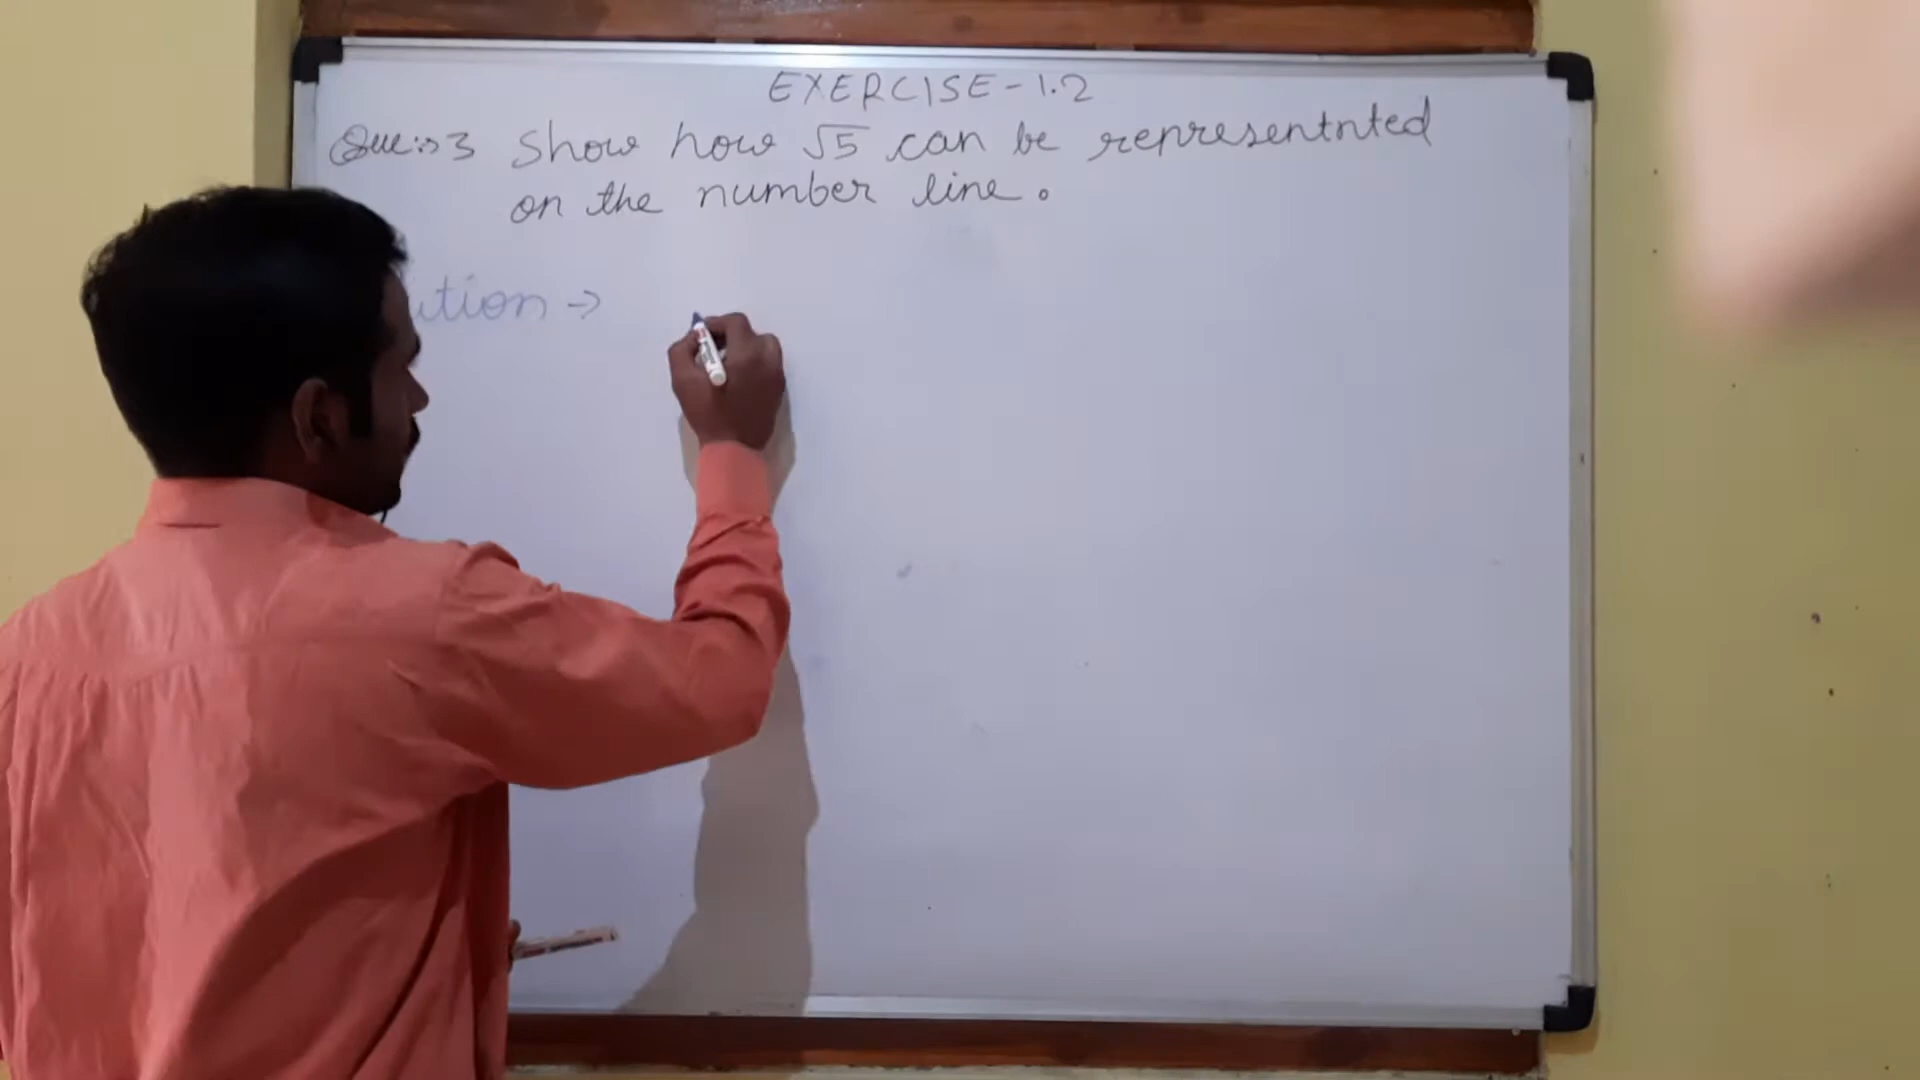 EXERCISE-1.2
Que:→3 Show how √5 can be representnted
on the number line.
ution →